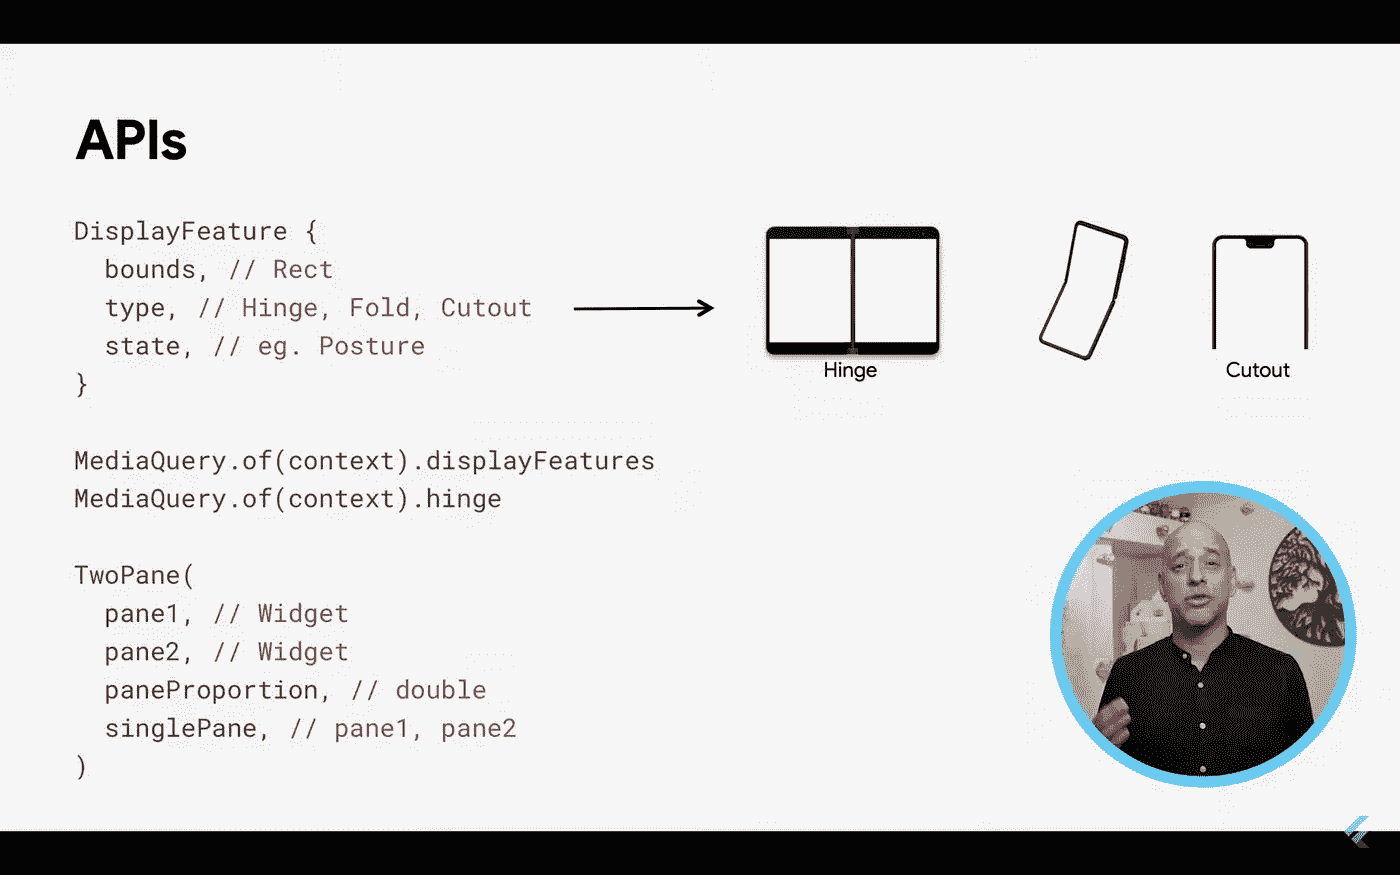 APIs
DisplayFeature {
bounds, // Rect
type, // Hinge, Fold, Cutout
state, // eg. Posture
}
Hinge
Cutout
MediaQuery.of(context).displayFeatures
MediaQuery.of(context).hinge
TwoPane(
pane1, // Widget
pane2, // Widget
paneProportion, // double
singlePane, // pane1, pane2
)